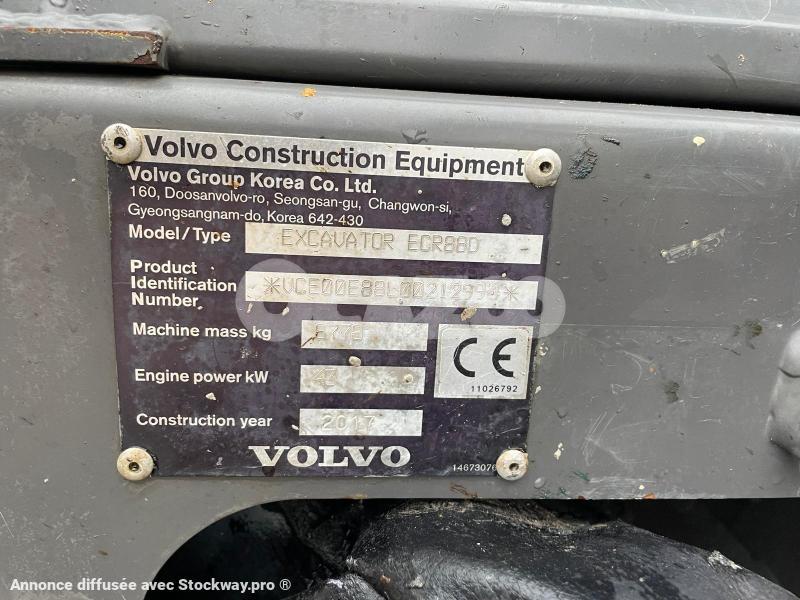 Volvo Construction Equipment
Volvo Group Korea Co. Ltd.
160, Doosanvolvo-ro, Seongsan-gu, Changwon-si,
Gyeongsangnam-do, Korea 642-430
Model/Type EXCAVATOR ECR88D
Product
Identification
Number
Machine mass kg
CE
11026792
Engine power kW
Construction year 2017
VOLVO
1467307
Annonce diffusée avec Stockway.pro ®